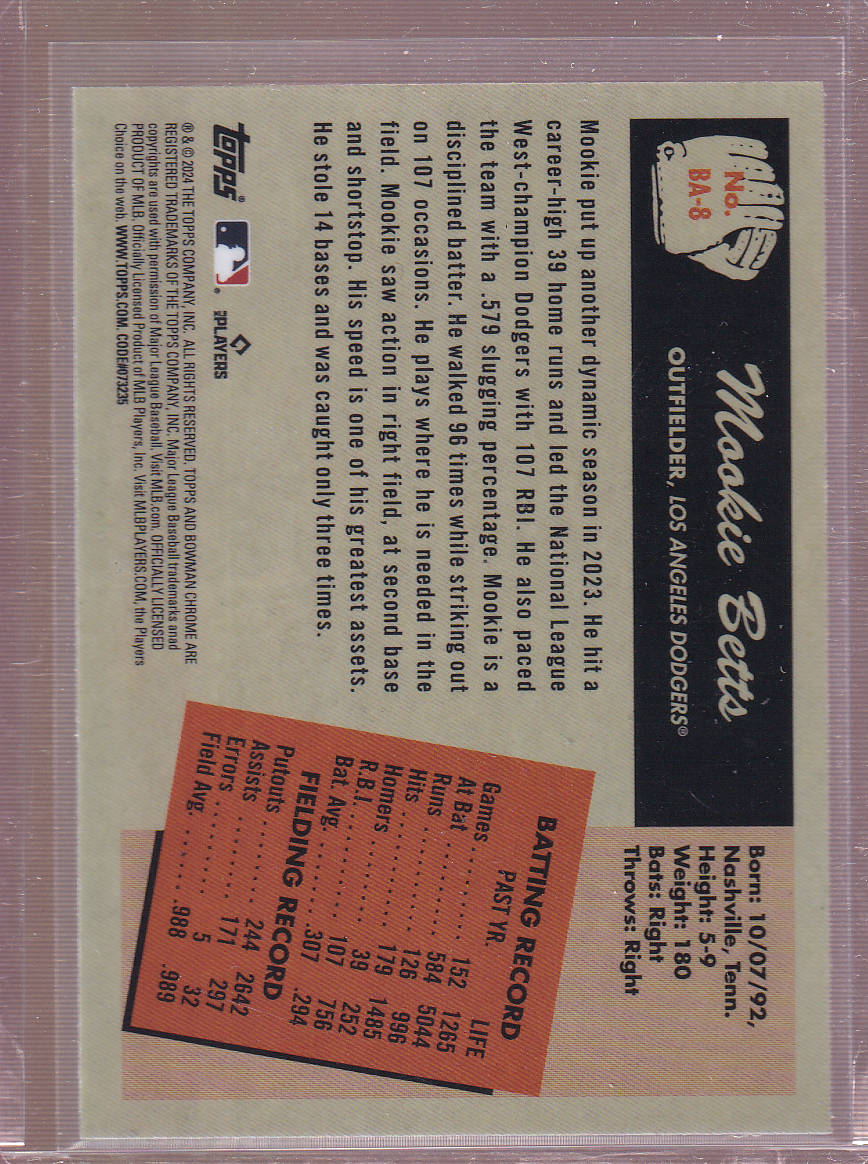 No.
BA-8
Mookie Betts
OUTFIELDER, LOS ANGELES DODGERS®
Born: 10/07/92,
Nashville, Tenn.
Height: 5-9
Weight: 180
Bats: Right
Throws: Right
Mookie put up another dynamic season in 2023. He hit a
career-high 39 home runs and led the National League
West-champion Dodgers with 107 RBI. He also paced
the team with a .579 slugging percentage. Mookie is a
disciplined batter. He walked 96 times while striking out
on 107 occasions. He plays where he is needed in the
field. Mookie saw action in right field, at second base
and shortstop. His speed is one of his greatest assets.
He stole 14 bases and was caught only three times.
BATTING RECORD
PAST YR. LIFE
Games . . . . . . . . . 152 1265
At Bat . . . . . . . . . 584 5044
Runs . . . . . . . . . . 126 996
Hits . . . . . . . . . . 179 1485
Homers . . . . . . . . 39 252
R.B.I. . . . . . . . . . 107 756
Bat. Avg. . . . . . . . .307 .294
FIELDING RECORD
Putouts . . . . . . . . 244 2642
Assists . . . . . . . . 171 297
Errors . . . . . . . . . 5 32
Field Avg. . . . . . . .988 .989
topps®
MLB PLAYERS
® & © 2024 THE TOPPS COMPANY, INC. ALL RIGHTS RESERVED. TOPPS AND BOWMAN CHROME ARE
REGISTERED TRADEMARKS OF THE TOPPS COMPANY, INC. Major League Baseball trademarks anad
copyrights are used with permission of Major League Baseball. Visit MLB.com. OFFICIALLY LICENSED
PRODUCT OF MLB. Officially Licensed Product of MLB Players, Inc. Visit MLBPLAYERS.COM, the Players
Choice on the web. WWW.TOPPS.COM. CODE#073235